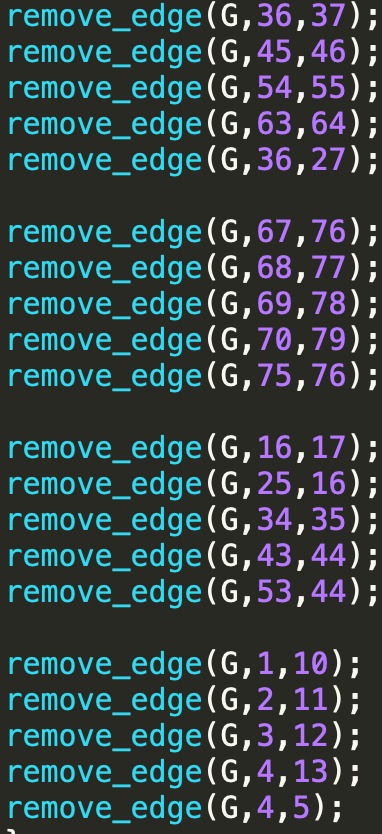 remove_edge(G,36,37);
remove_edge(G,45,46);
remove_edge(G,54,55);
remove_edge(G,63,64);
remove_edge(G,36,27);
remove_edge(G,67,76);
remove_edge(G,68,77);
remove_edge(G,69,78);
remove_edge(G,70,79);
remove_edge(G,75,76);
remove_edge(G,16,17);
remove_edge(G,25,16);
remove_edge(G,34,35);
remove_edge(G,43,44);
remove_edge(G,53,44);
remove_edge(G,1,10);
remove_edge(G,2,11);
remove_edge(G,3,12);
remove_edge(G,4,13);
remove_edge(G,4,5);
}